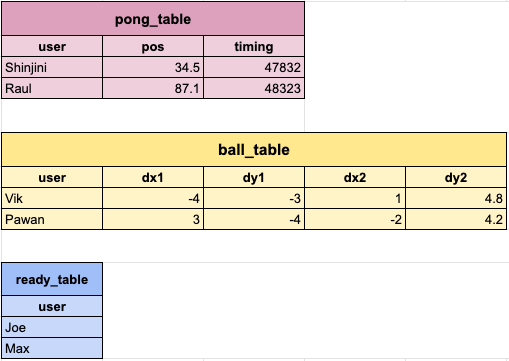 pong_table
user pos timing
Shinjini 34.5 47832
Raul 87.1 48323
ball_table
user dx1 dy1 dx2 dy2
Vik -4 -3 1 4.8
Pawan 3 -4 -2 4.2
ready_table
user
Joe
Max